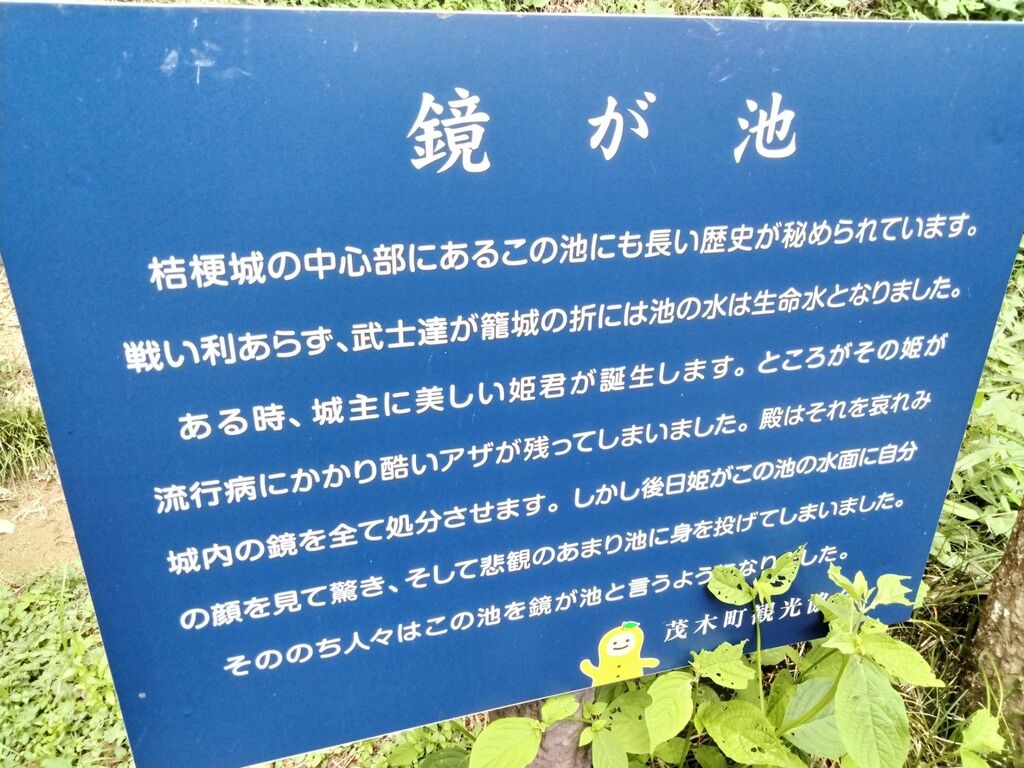 鏡が池
桔梗城の中心部にあるこの池にも長い歴史が秘められています。
戦い利あらず、武士達が籠城の折には池の水は生命水となりました。
ある時、城主に美しい姫君が誕生します。ところがその姫が
流行病にかかり酷いアザが残ってしまいました。殿はそれを哀れみ
城内の鏡を全て処分させます。しかし後日姫がこの池の水面に自分
の顔を見て驚き、そして悲観のあまり池に身を投げてしまいました。
そののち人々はこの池を鏡が池と言うようになりました。
茂木町観光